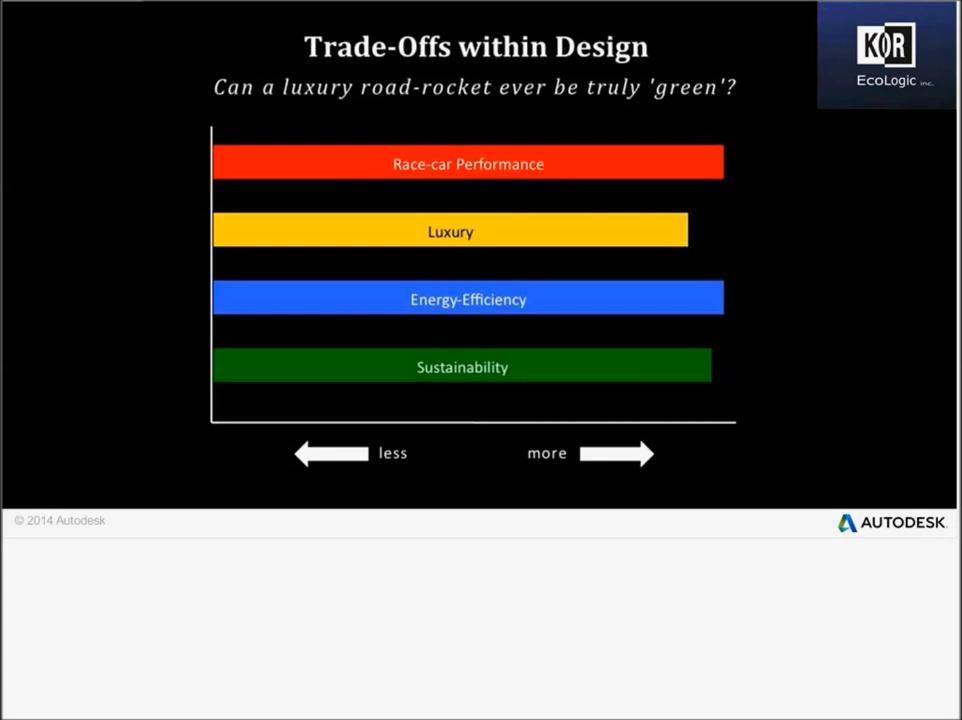 Trade-Offs within Design
Can a luxury road-rocket ever be truly 'green'?
KOR
EcoLogic inc.
Race-car Performance
Luxury
Energy-Efficiency
Sustainability
less more
© 2014 Autodesk
AUTODESK